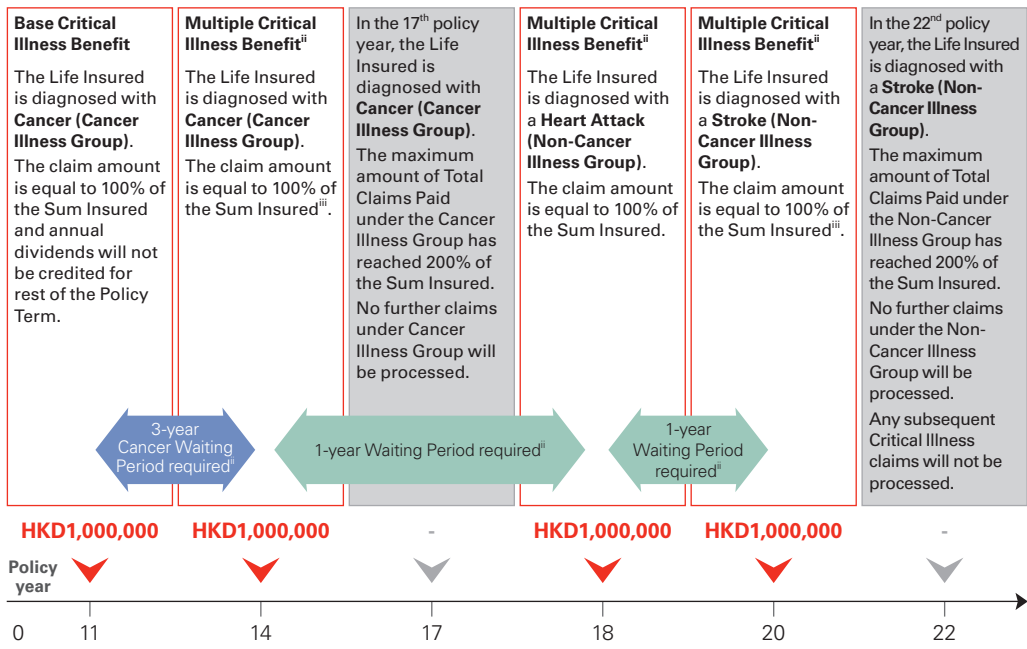 Base Critical
Illness Benefit
The Life Insured
is diagnosed with
Cancer (Cancer
Illness Group).
The claim amount
is equal to 100% of
the Sum Insured
and annual
dividends will not
be credited for
rest of the Policy
Term.
Multiple Critical
Illness Benefitⁱⁱ
The Life Insured
is diagnosed with
Cancer (Cancer
Illness Group).
The claim amount
is equal to 100% of
the Sum Insuredⁱⁱⁱ.
In the 17ᵗʰ policy
year, the Life
Insured is
diagnosed with
Cancer (Cancer
Illness Group).
The maximum
amount of Total
Claims Paid
under the Cancer
Illness Group has
reached 200% of
the Sum Insured.
No further claims
under Cancer
Illness Group will
be processed.
Multiple Critical
Illness Benefitⁱⁱ
The Life Insured
is diagnosed with
a Heart Attack
(Non-Cancer
Illness Group).
The claim amount
is equal to 100% of
the Sum Insured.
Multiple Critical
Illness Benefitⁱⁱ
The Life Insured
is diagnosed with
a Stroke (Non-
Cancer Illness
Group).
The claim amount
is equal to 100% of
the Sum Insuredⁱⁱⁱ.
In the 22ⁿᵈ policy
year, the Life Insured
is diagnosed with
a Stroke (Non-
Cancer Illness
Group).
The maximum
amount of Total
Claims Paid under
the Non-Cancer
Illness Group has
reached 200% of
the Sum Insured.
No further claims
under the Non-
Cancer Illness
Group will be
processed.
Any subsequent
Critical Illness
claims will not be
processed.
3-year
Cancer Waiting
Period requiredⁱⁱ
1-year Waiting Period requiredⁱⁱ
1-year
Waiting Period
requiredⁱⁱ
HKD1,000,000 HKD1,000,000 - HKD1,000,000 HKD1,000,000 -
Policy
year
0 11 14 17 18 20 22